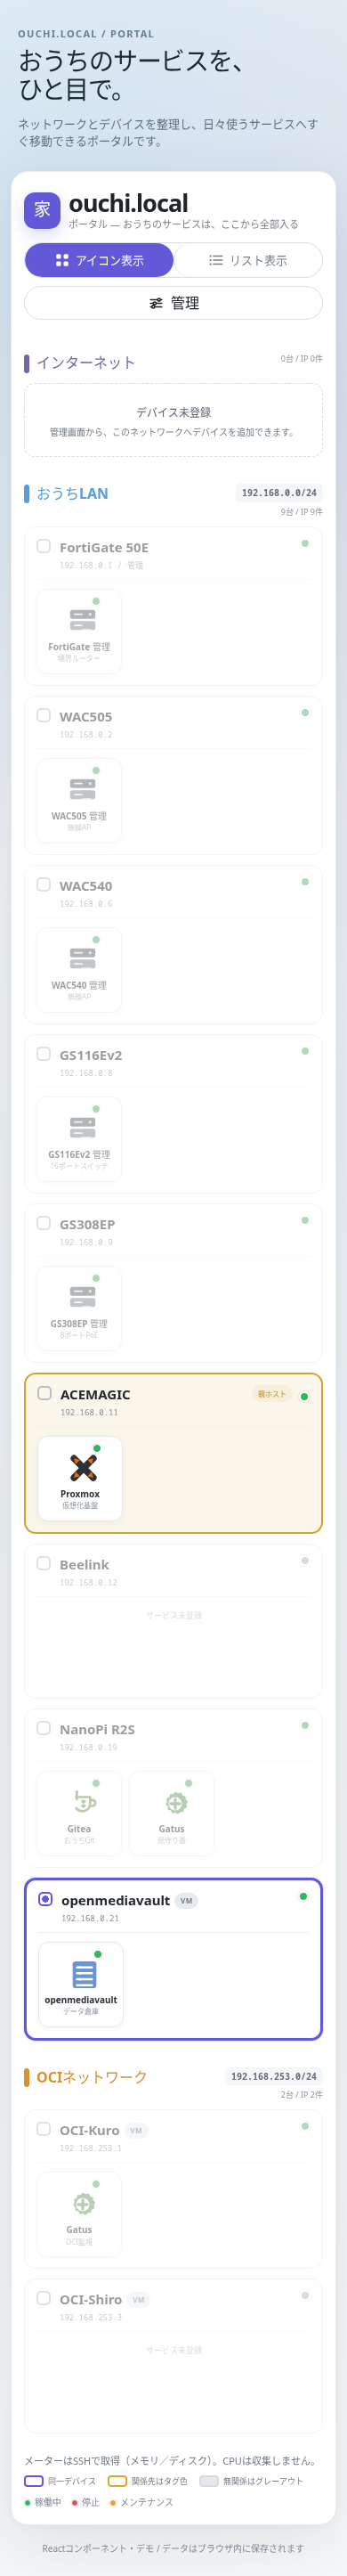 OUCHI.LOCAL / PORTAL
おうちのサービスを、
ひと目で。
ネットワークとデバイスを整理し、日々使うサービスへす
ぐ移動できるポータルです。
家
ouchi.local
ポータル — おうちのサービスは、ここから全部入る
アイコン表示
リスト表示
管理
インターネット
0台 / IP 0件
デバイス未登録
管理画面から、このネットワークへデバイスを追加できます。
おうちLAN
192.168.0.0/24
9台 / IP 9件
FortiGate 50E
192.168.0.1 / 管理
FortiGate 管理
境界ルーター
WAC505
192.168.0.2
WAC505 管理
無線AP
WAC540
192.168.0.6
WAC540 管理
無線AP
GS116Ev2
192.168.0.8
GS116Ev2 管理
16ポートスイッチ
GS308EP
192.168.0.9
GS308EP 管理
8ポートPoE
ACEMAGIC
親ホスト
192.168.0.11
Proxmox
仮想化基盤
Beelink
192.168.0.12
サービス未登録
NanoPi R2S
192.168.0.19
Gitea
おうちGit
Gatus
見守り番
openmediavault VM
192.168.0.21
openmediavault
データ倉庫
OCIネットワーク
192.168.253.0/24
2台 / IP 2件
OCI-Kuro VM
192.168.253.1
Gatus
OCI監視
OCI-Shiro VM
192.168.253.3
サービス未登録
メーターはSSHで取得（メモリ／ディスク）。CPUは収集しません。
同一デバイス
関係先はタグ色
無関係はグレーアウト
稼働中
停止
メンテナンス
Reactコンポーネント・デモ / データはブラウザ内に保存されます